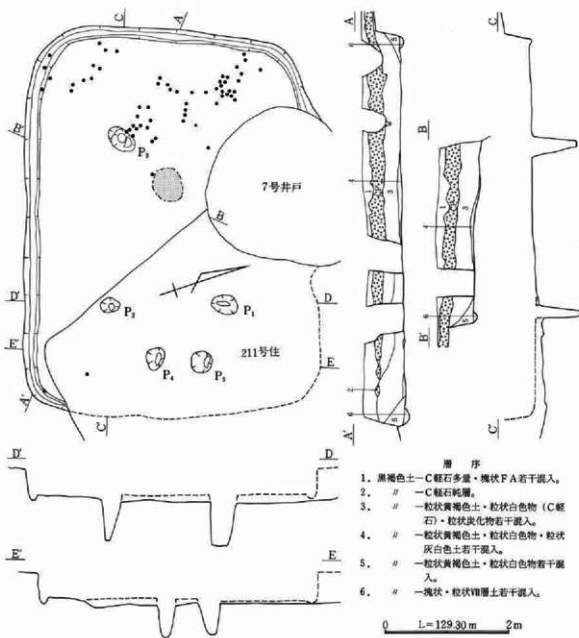 C
A
A
C
B'
P₃
7号井戸
B
B
D'
D
P₂
P₁
E'
211号住
E
P₄
P₅
A'
C'
B'
A'
C'
D'
D
E'
E
層序
1. 黒褐色土―C軽石多量・塊状FA若干混入。
2. 〃 ―C軽石純層。
3. 〃 ―粒状黄褐色土・粒状白色物(C軽
石)・粒状炭化物若干混入。
4. 〃 ―粒状黄褐色土・粒状白色物・粒状
灰白色土若干混入。
5. 〃 ―粒状黄褐色土・粒状白色物若干混
入。
6. 〃 ―塊状・粒状VII層土若干混入。
0 L=129.30m 2m